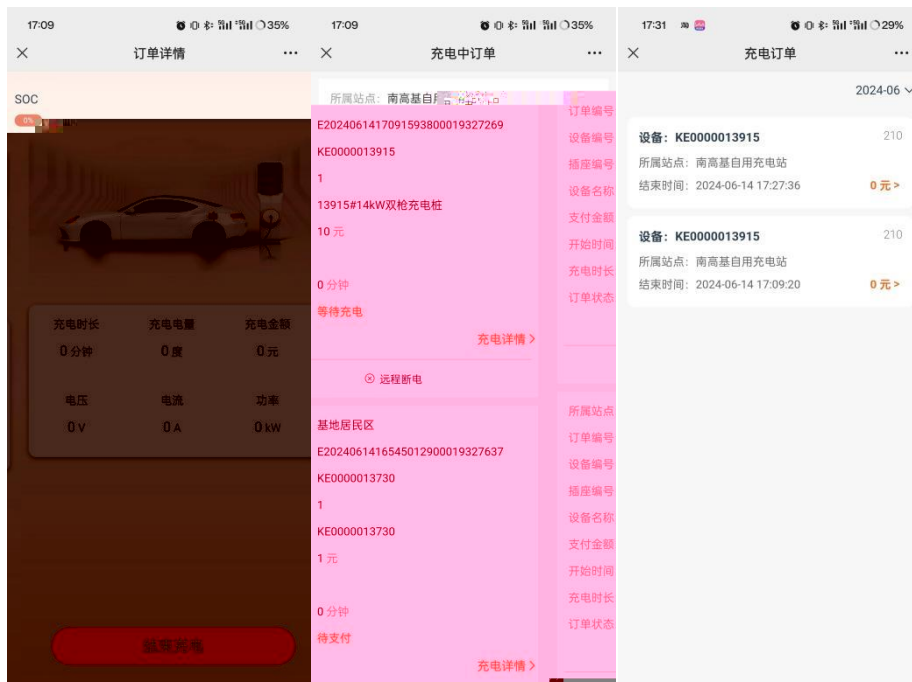 17:09
35%
订单详情
SOC
0%
充电时长 充电电量 充电金额
0 分钟 0 度 0 元
电压 电流 功率
0 V 0 A 0 kW
17:09
35%
充电中订单
所属站点: 南高基自
E2024061417091593800019327269
KE0000013915
1
13915#14kW双枪充电桩
10 元
0 分钟
等待充电
充电详情 >
远程断电
基地居民区
E2024061416545012900019327637
KE0000013730
1
KE0000013730
1 元
0 分钟
待支付
充电详情 >
订单编号
设备编号
插座编号
设备名称
支付金额
开始时间
充电时长
订单状态
所属站点
订单编号
设备编号
插座编号
设备名称
支付金额
开始时间
充电时长
订单状态
17:31
29%
充电订单
2024-06
设备: KE0000013915 210
所属站点: 南高基自用充电站
结束时间: 2024-06-14 17:27:36 0 元 >
设备: KE0000013915 210
所属站点: 南高基自用充电站
结束时间: 2024-06-14 17:09:20 0 元 >